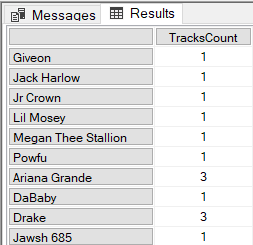 Messages Results
TracksCount
Giveon 1
Jack Harlow 1
Jr Crown 1
Lil Mosey 1
Megan Thee Stallion 1
Powfu 1
Ariana Grande 3
DaBaby 1
Drake 3
Jawsh 685 1